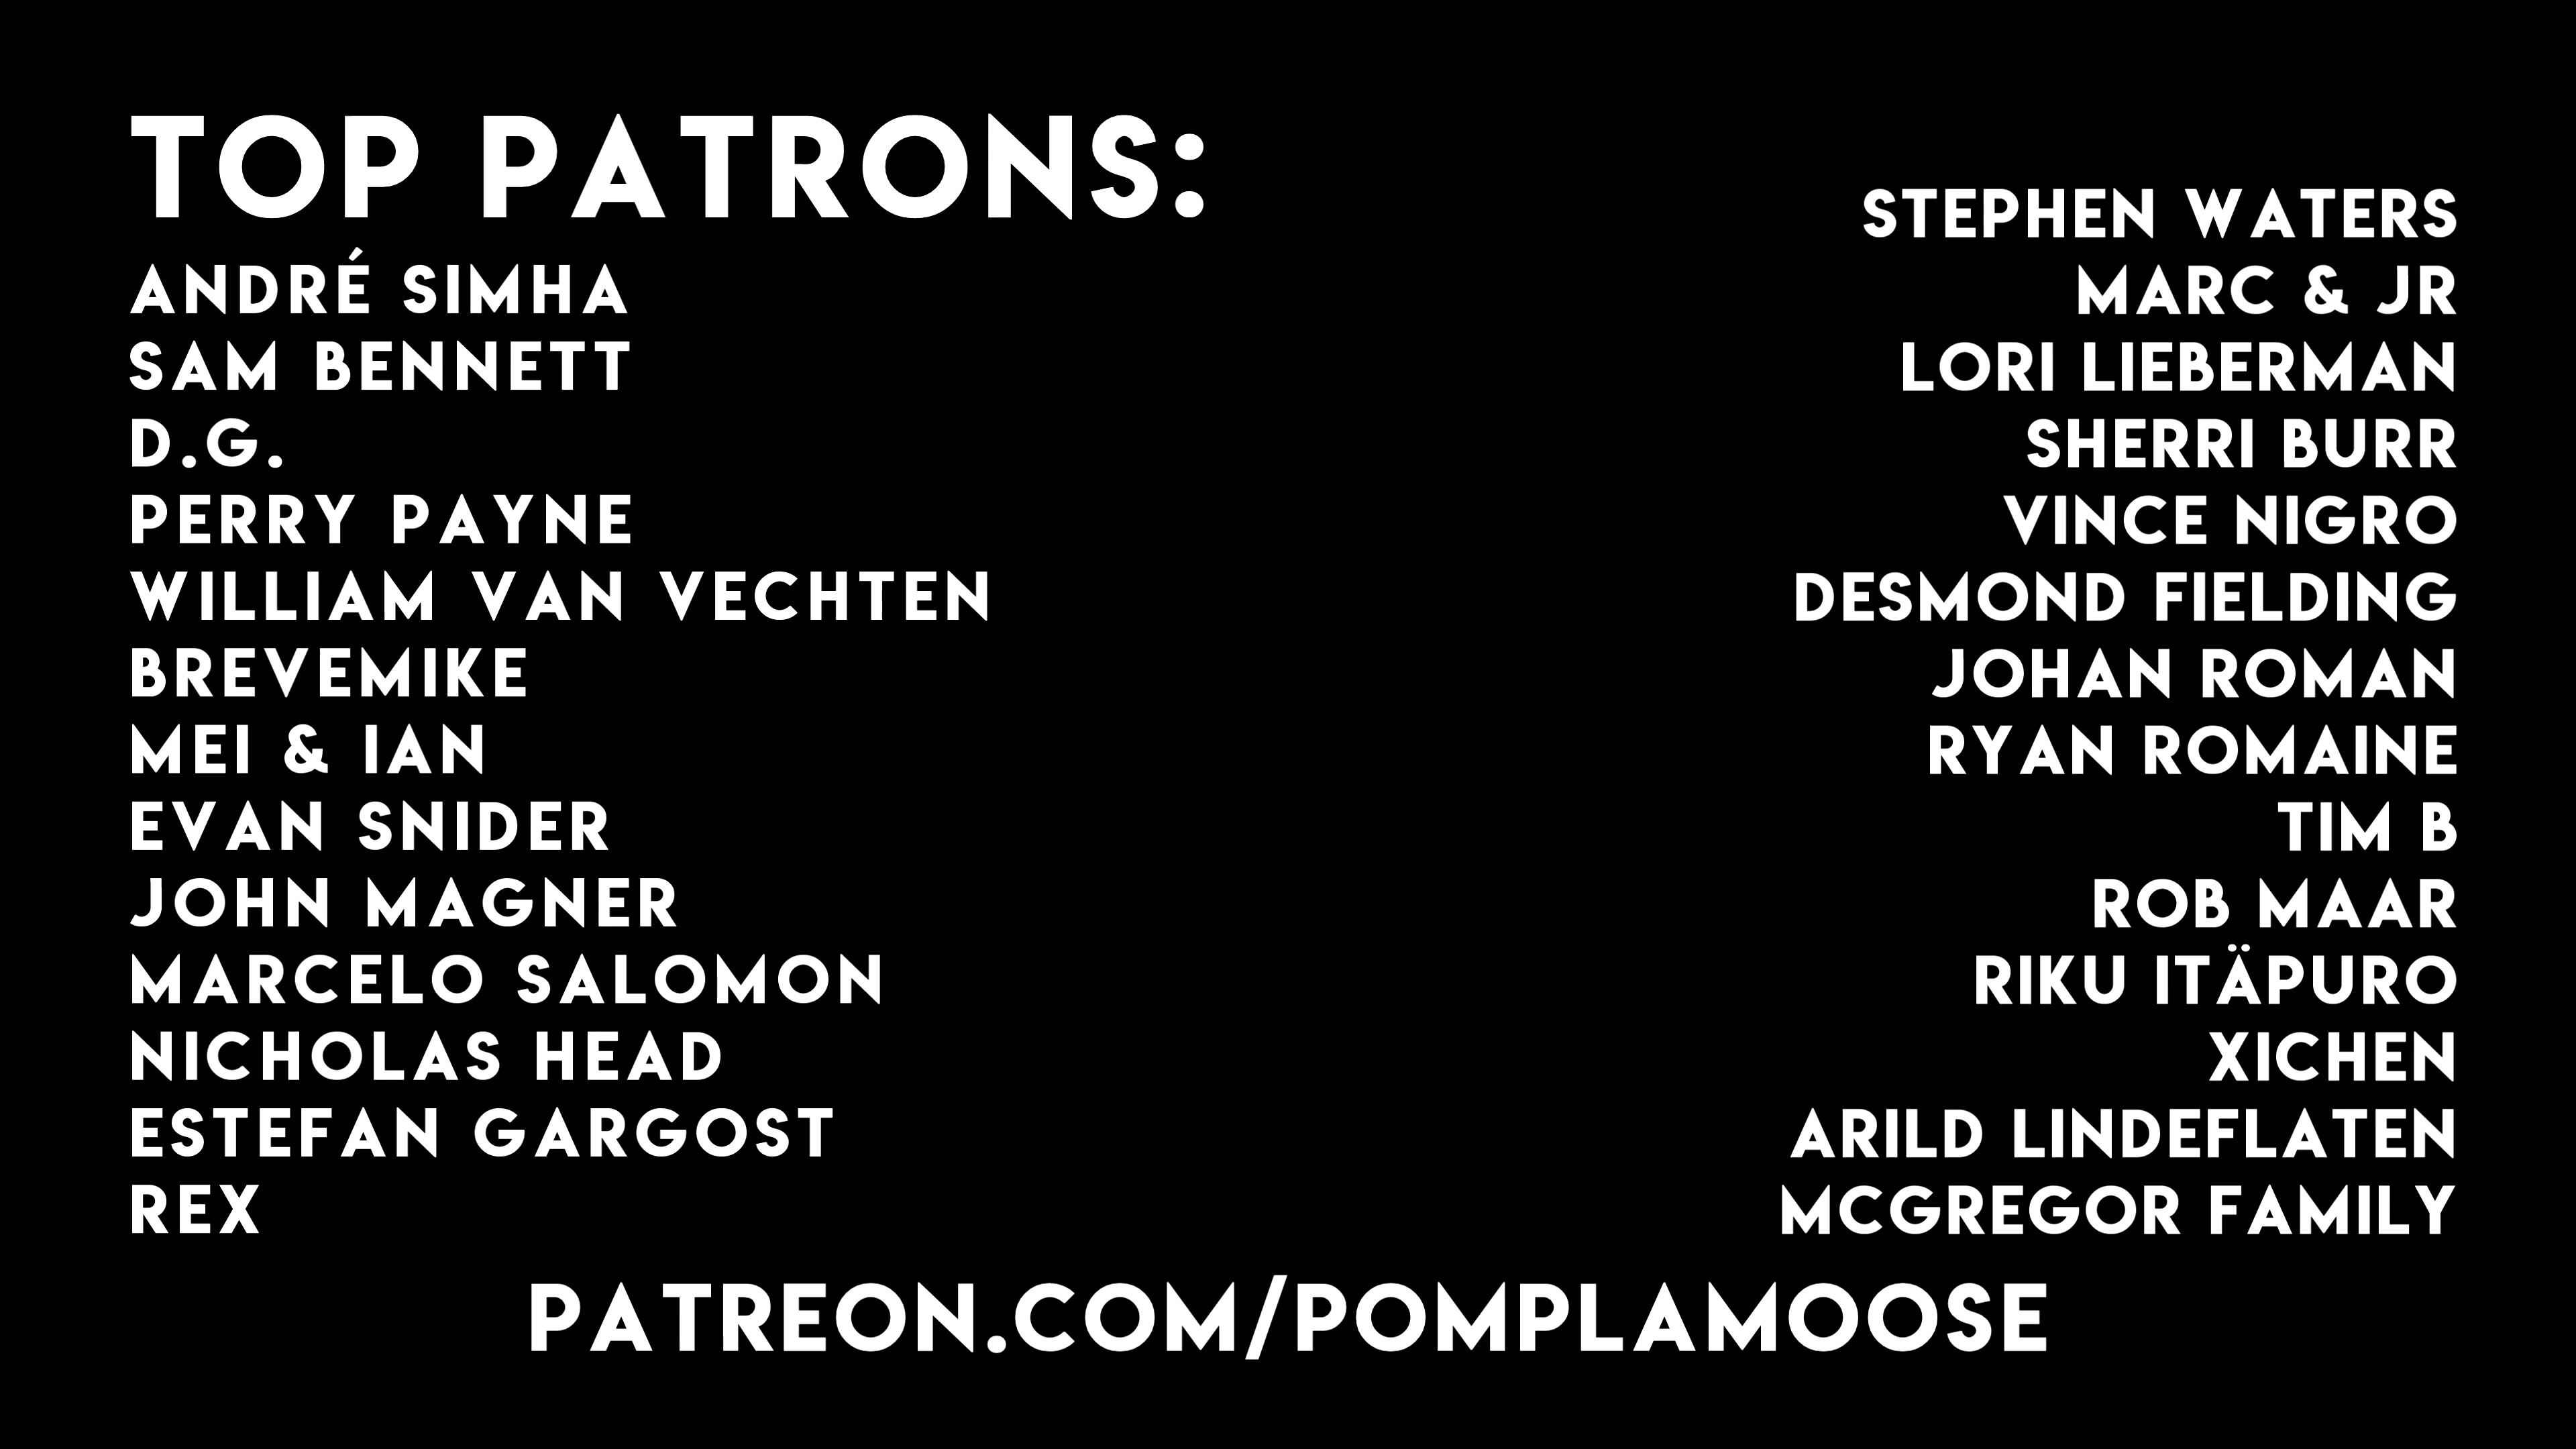 TOP PATRONS:
ANDRÉ SIMHA
SAM BENNETT
D.G.
PERRY PAYNE
WILLIAM VAN VECHTEN
BREVEMIKE
MEI & IAN
EVAN SNIDER
JOHN MAGNER
MARCELO SALOMON
NICHOLAS HEAD
ESTEFAN GARGOST
REX
STEPHEN WATERS
MARC & JR
LORI LIEBERMAN
SHERRI BURR
VINCE NIGRO
DESMOND FIELDING
JOHAN ROMAN
RYAN ROMAINE
TIM B
ROB MAAR
RIKU ITÄPURO
XICHEN
ARILD LINDEFLATEN
MCGREGOR FAMILY
PATREON.COM/POMPLAMOOSE